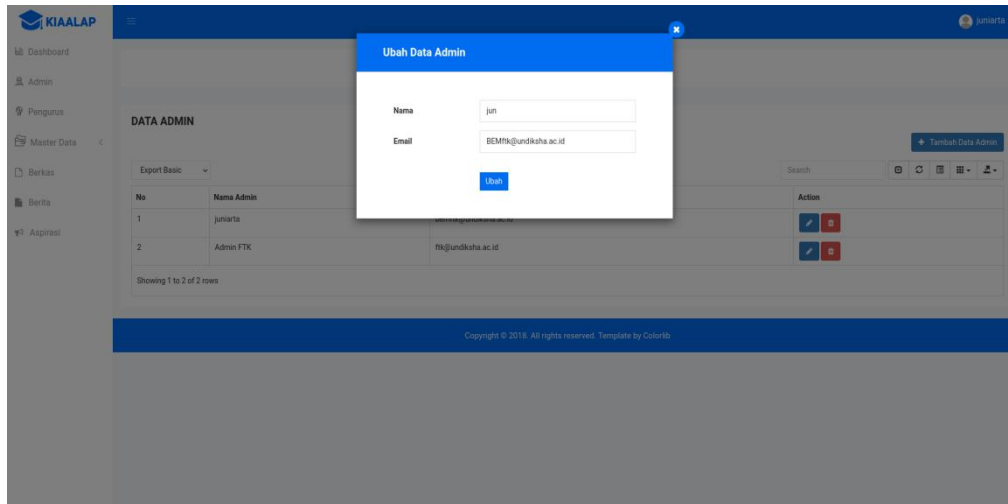 KIAALAP
juniarta
Dashboard
Admin
Pengurus
Master Data
Berkas
Berita
Aspirasi
Ubah Data Admin
Nama
jun
Email
BEMftk@undiksha.ac.id
Ubah
DATA ADMIN
+ Tambah Data Admin
Export Basic
Search
No Nama Admin Action
1 juniarta
2 Admin FTK ftk@undiksha.ac.id
Showing 1 to 2 of 2 rows
Copyright © 2018. All rights reserved. Template by Colorlib